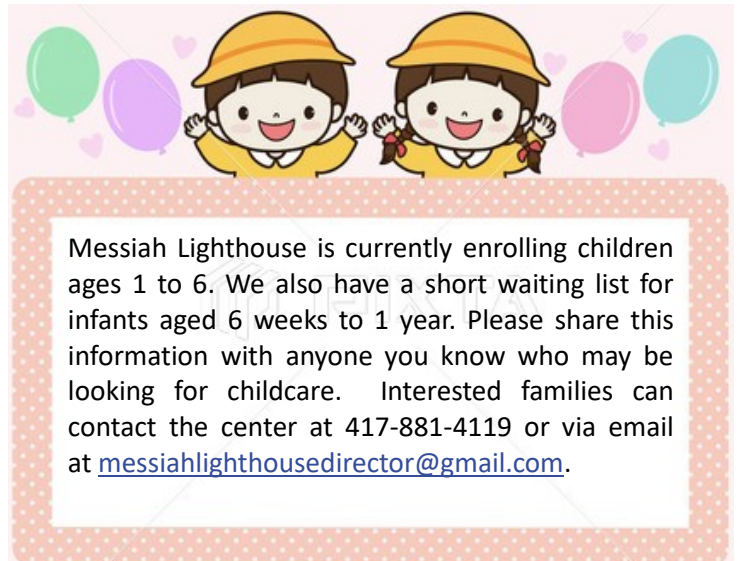 Messiah Lighthouse is currently enrolling children
ages 1 to 6. We also have a short waiting list for
infants aged 6 weeks to 1 year. Please share this
information with anyone you know who may be
looking for childcare. Interested families can
contact the center at 417-881-4119 or via email
at messiahlighthousedirector@gmail.com.
PIXTA